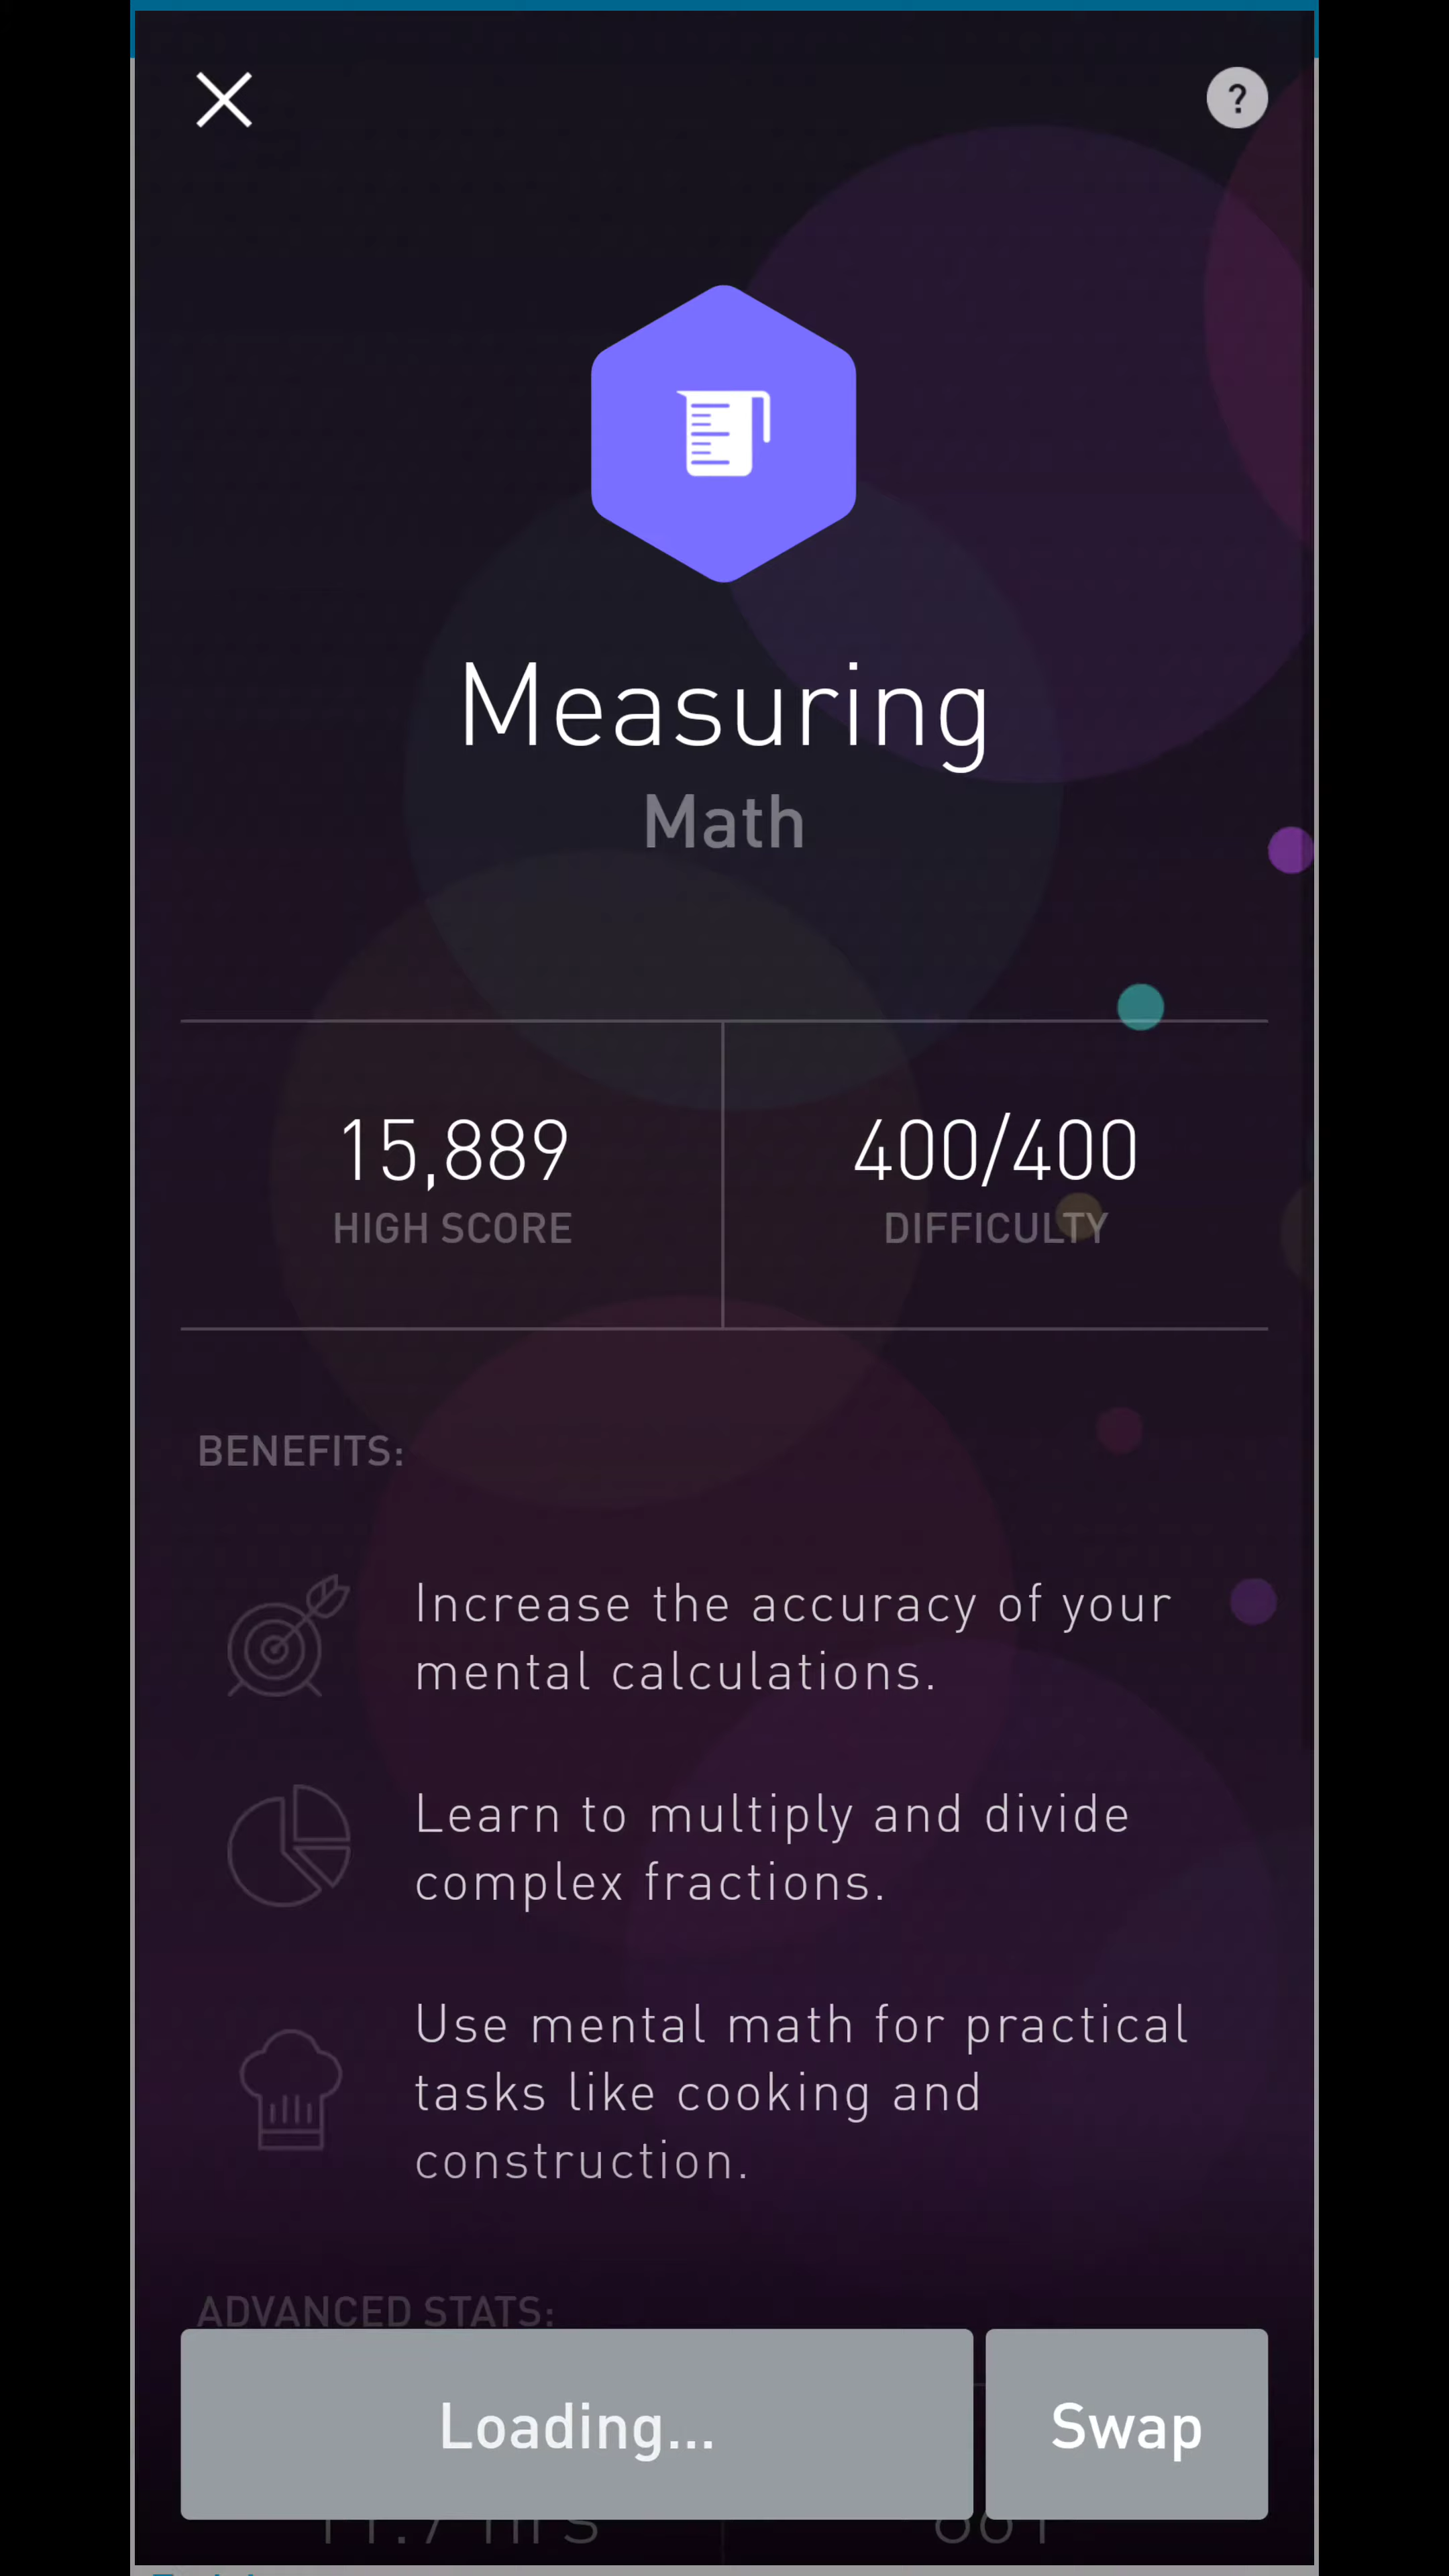 ?
Measuring
Math
15,889
HIGH SCORE
400/400
DIFFICULTY
BENEFITS:
Increase the accuracy of your
mental calculations.
Learn to multiply and divide
complex fractions.
Use mental math for practical
tasks like cooking and
construction.
ADVANCED STATS:
Loading...
Swap